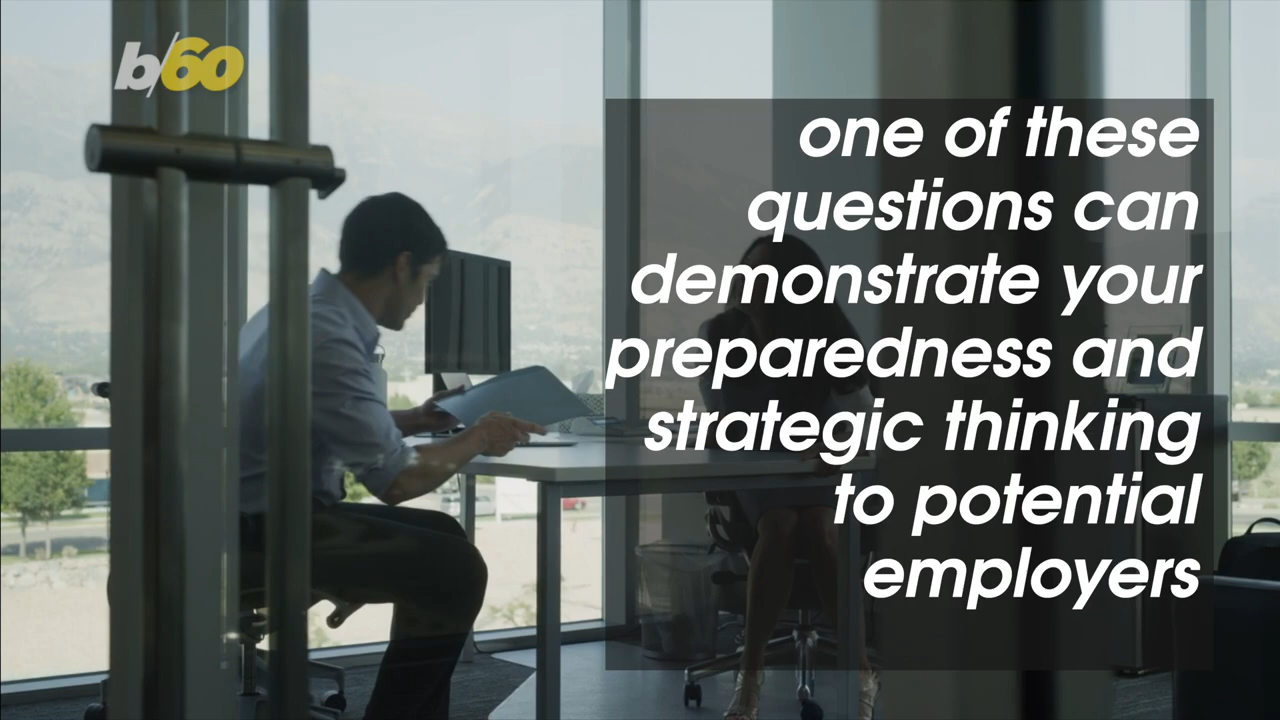 b/60
one of these
questions can
demonstrate your
preparedness and
strategic thinking
to potential
employers